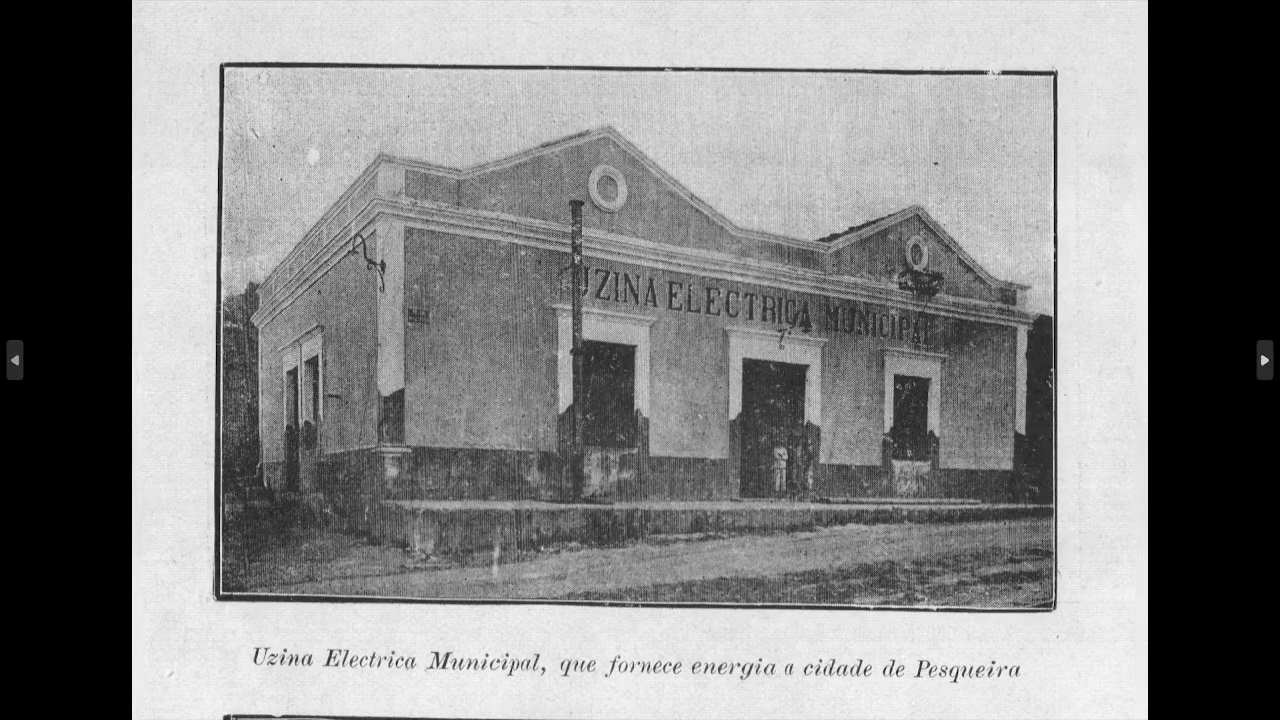 UZINA ELECTRICA MUNICIPAL
Uzina Electrica Municipal, que fornece energia a cidade de Pesqueira